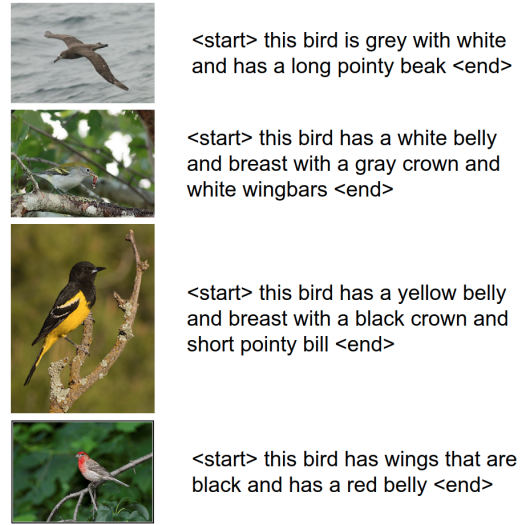 <start> this bird is grey with white
and has a long pointy beak <end>
<start> this bird has a white belly
and breast with a gray crown and
white wingbars <end>
<start> this bird has a yellow belly
and breast with a black crown and
short pointy bill <end>
<start> this bird has wings that are
black and has a red belly <end>